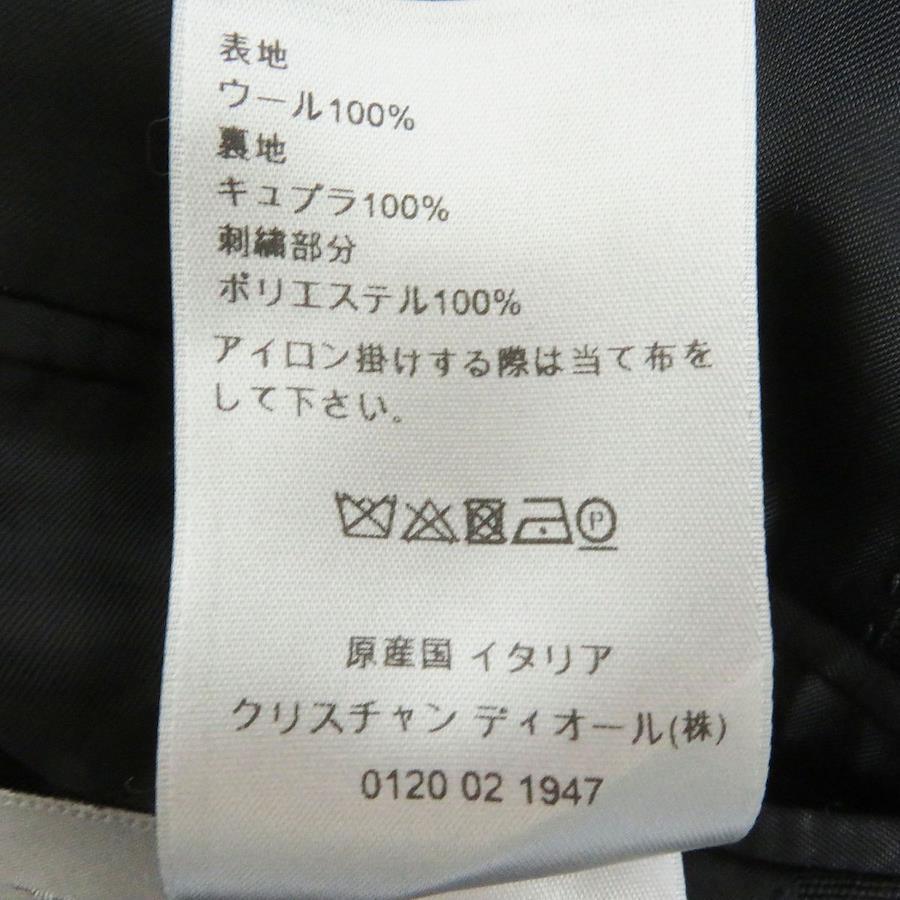 表地
ウール100%
裏地
キュプラ100%
刺繍部分
ポリエステル100%
アイロン掛けする際は当て布を
して下さい。
P
原産国 イタリア
クリスチャン ディオール(株)
0120 02 1947